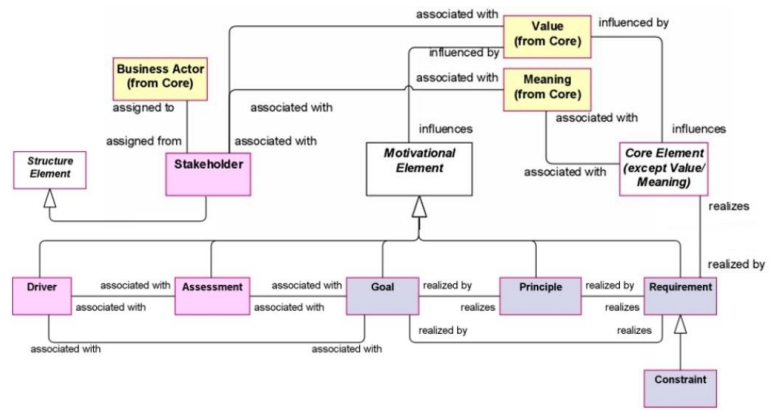 associated with
Value
(from Core)
influenced by
influenced by
Business Actor
(from Core)
associated with
Meaning
(from Core)
assigned to
associated with
associated with
assigned from
associated with
influences
influences
Structure
Element
Stakeholder
Motivational
Element
associated with
Core Element
(except Value/
Meaning)
realizes
realized by
Driver
associated with
associated with
Assessment
associated with
associated with
Goal
realized by
realizes
Principle
realized by
realizes
Requirement
realized by
realizes
associated with
associated with
Constraint